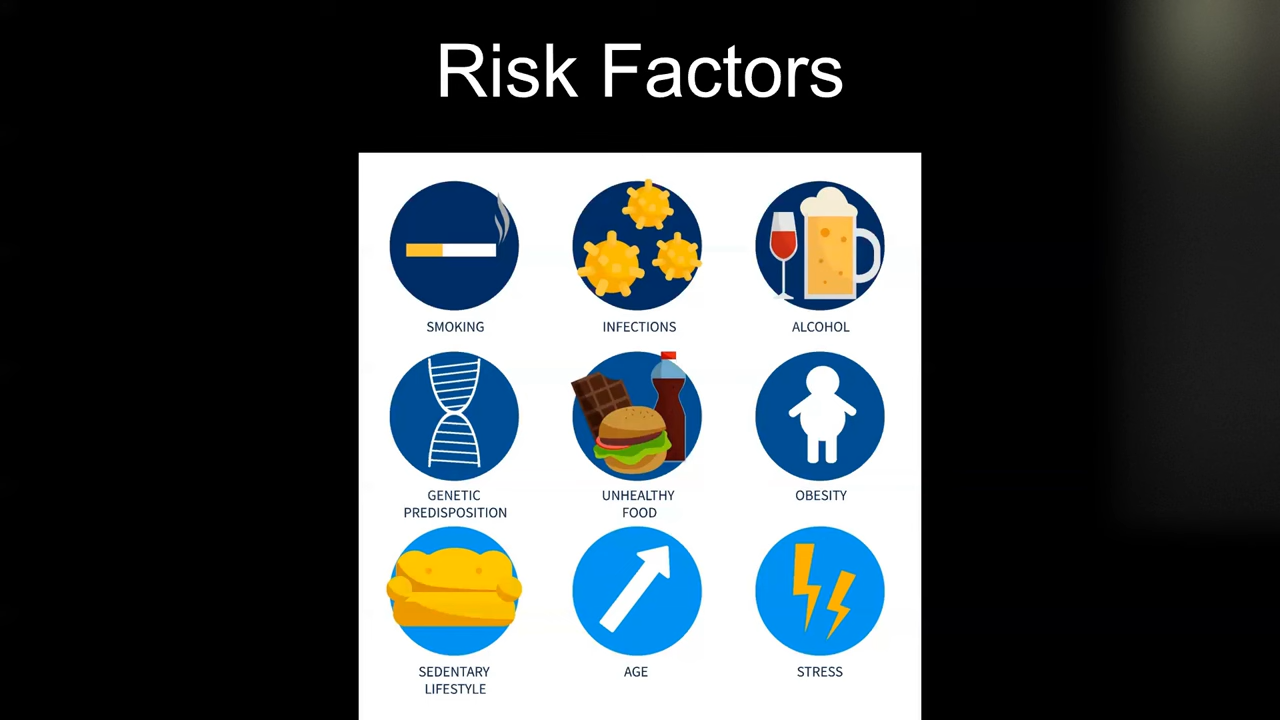 Risk Factors
SMOKING
INFECTIONS
ALCOHOL
GENETIC
PREDISPOSITION
UNHEALTHY
FOOD
OBESITY
SEDENTARY
LIFESTYLE
AGE
STRESS